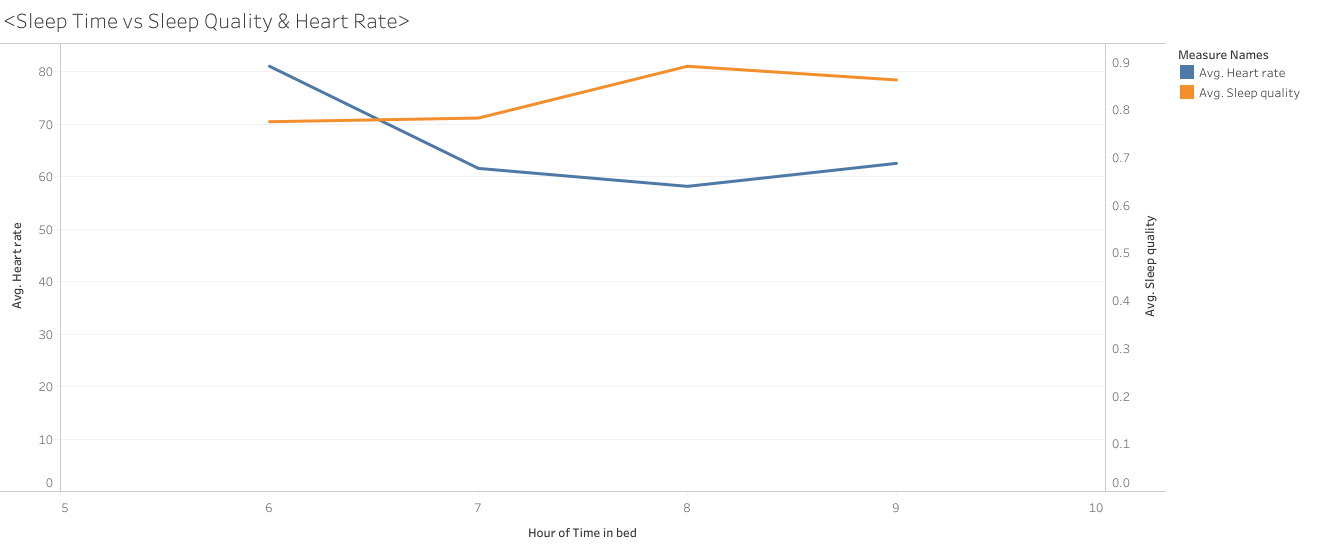 <Sleep Time vs Sleep Quality & Heart Rate>
Measure Names
Avg. Heart rate
Avg. Sleep quality
Avg. Heart rate
80
70
60
50
40
30
20
10
0
0.9
0.8
0.7
0.6
0.5
0.4
0.3
0.2
0.1
0.0
Avg. Sleep quality
5 6 7 8 9 10
Hour of Time in bed